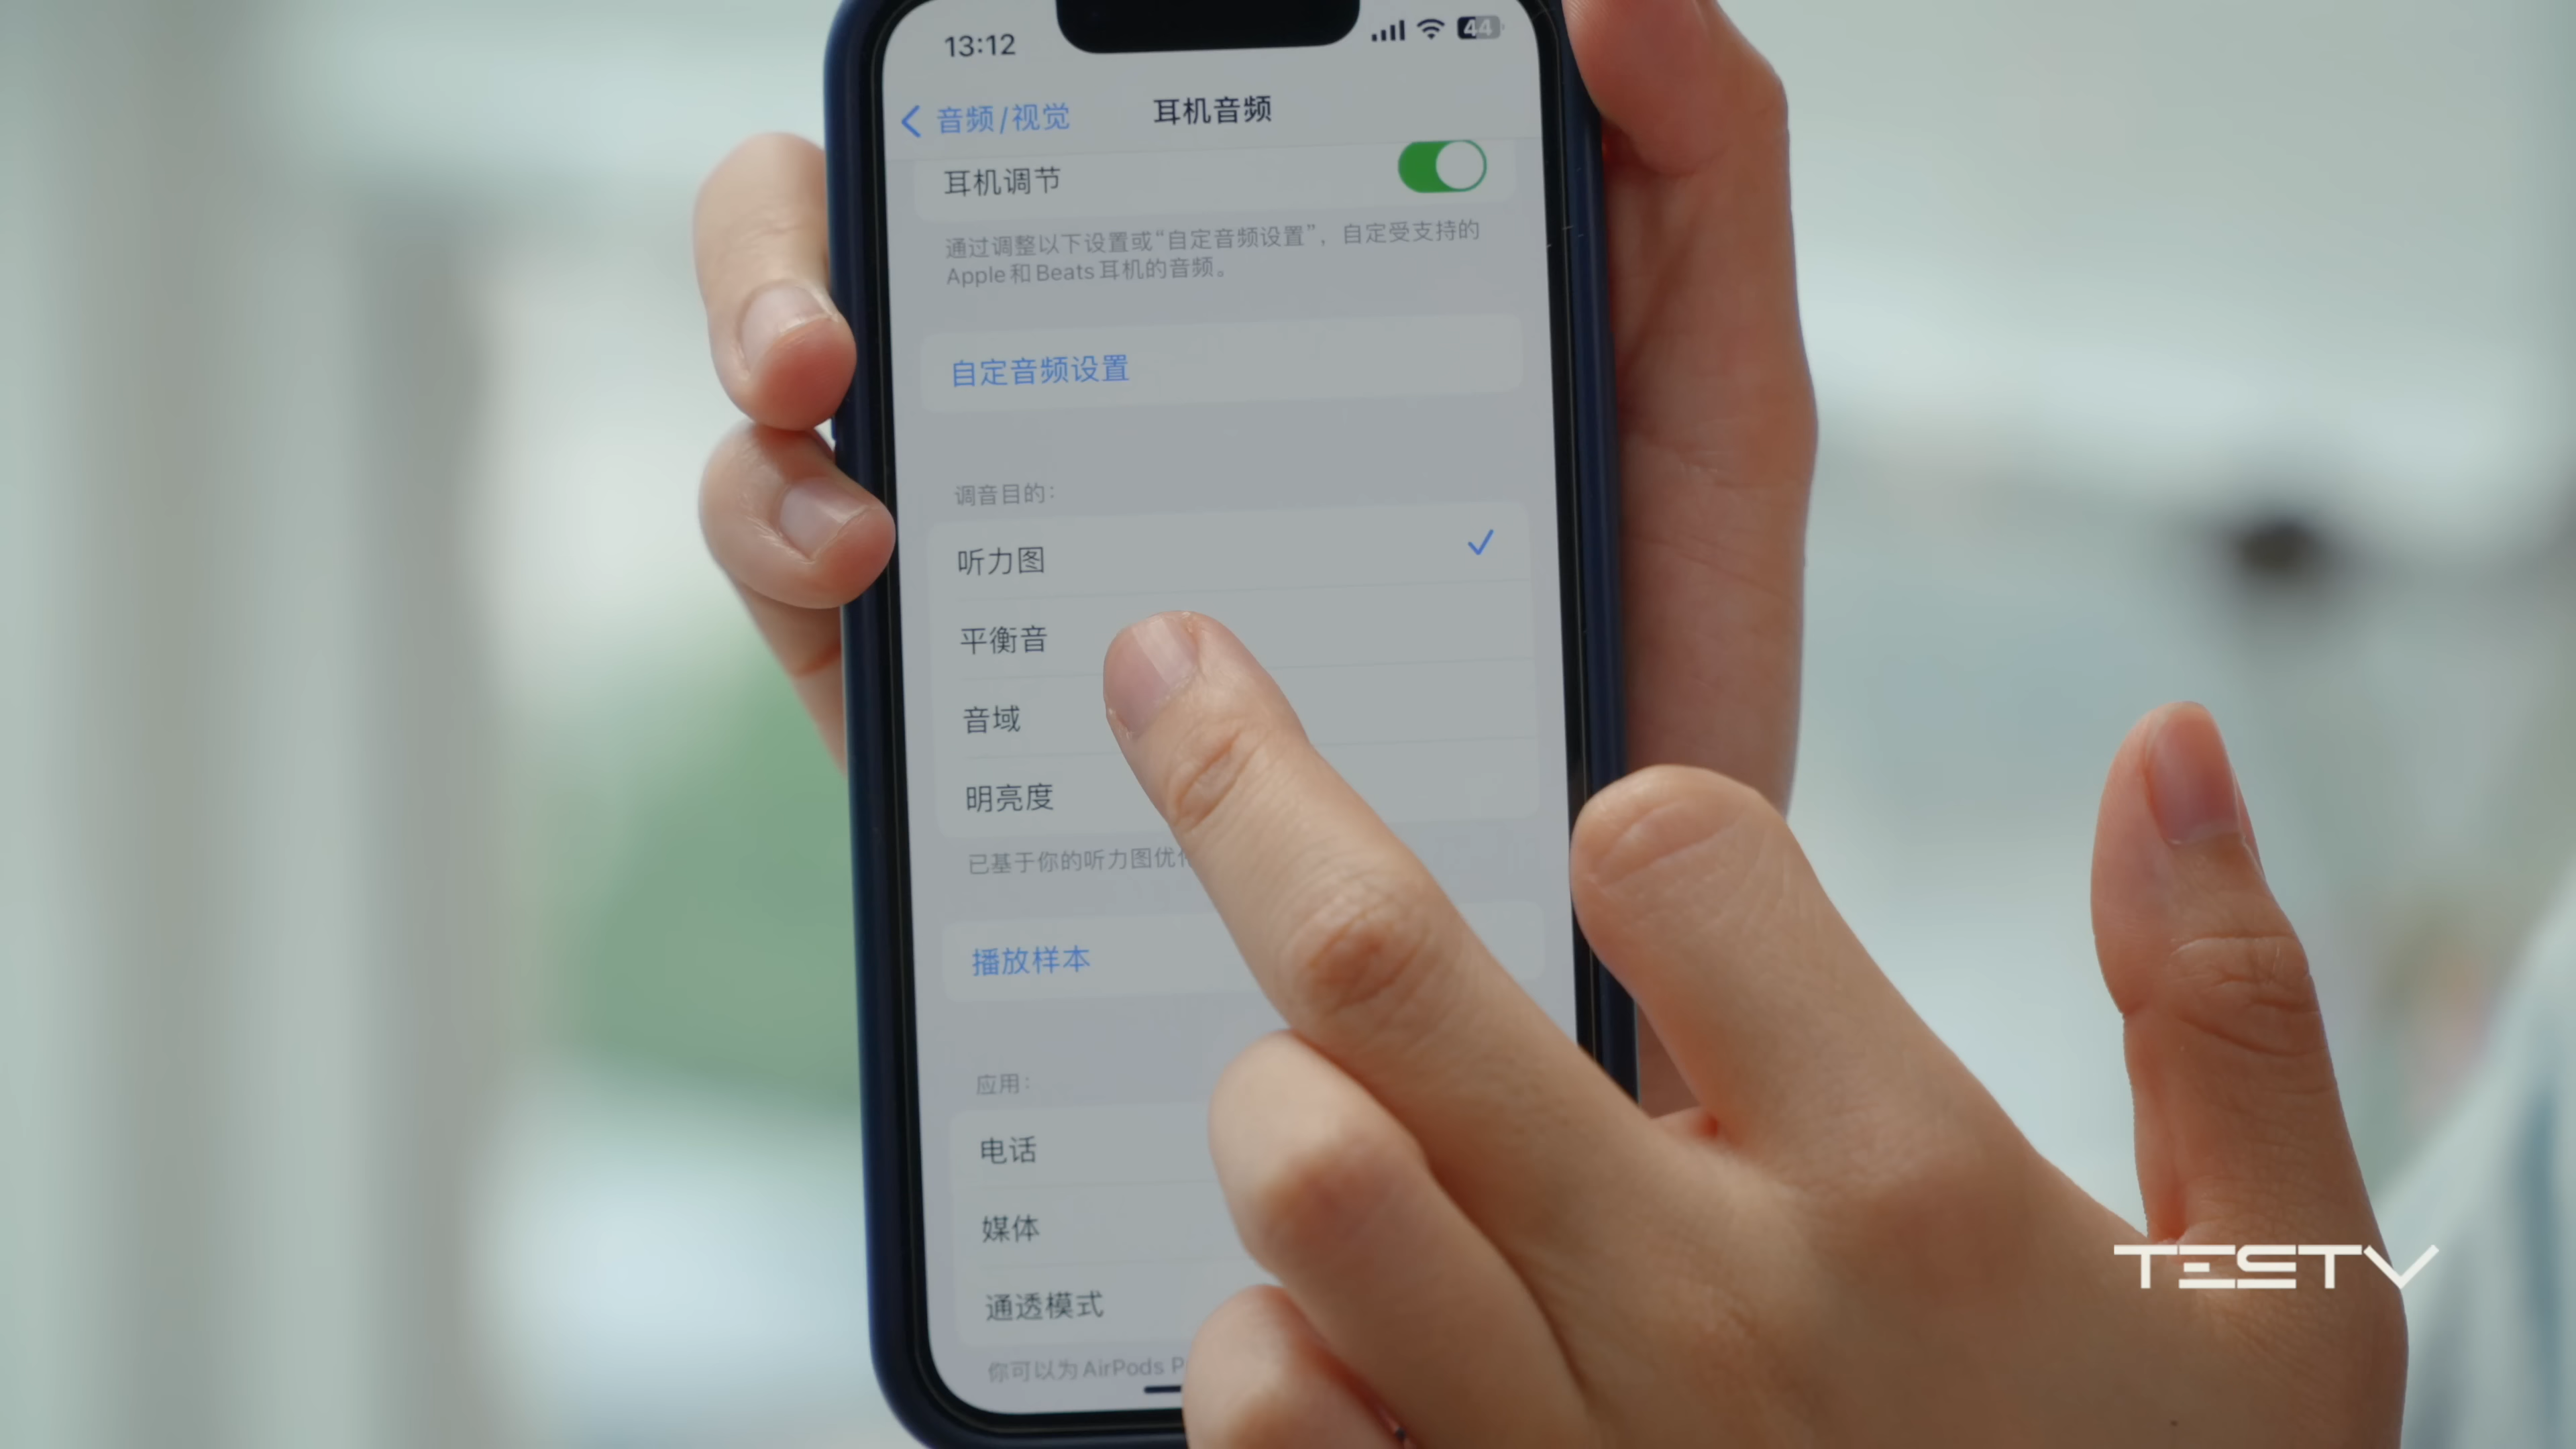 13:12
44
音频/视觉
耳机音频
耳机调节
通过调整以下设置或“自定音频设置”，自定受支持的
Apple和Beats耳机的音频。
自定音频设置
调音目的：
听力图
平衡音
音域
明亮度
已基于你的听力图优
播放样本
应用：
电话
媒体
通透模式
你可以为AirPods P
TESTV